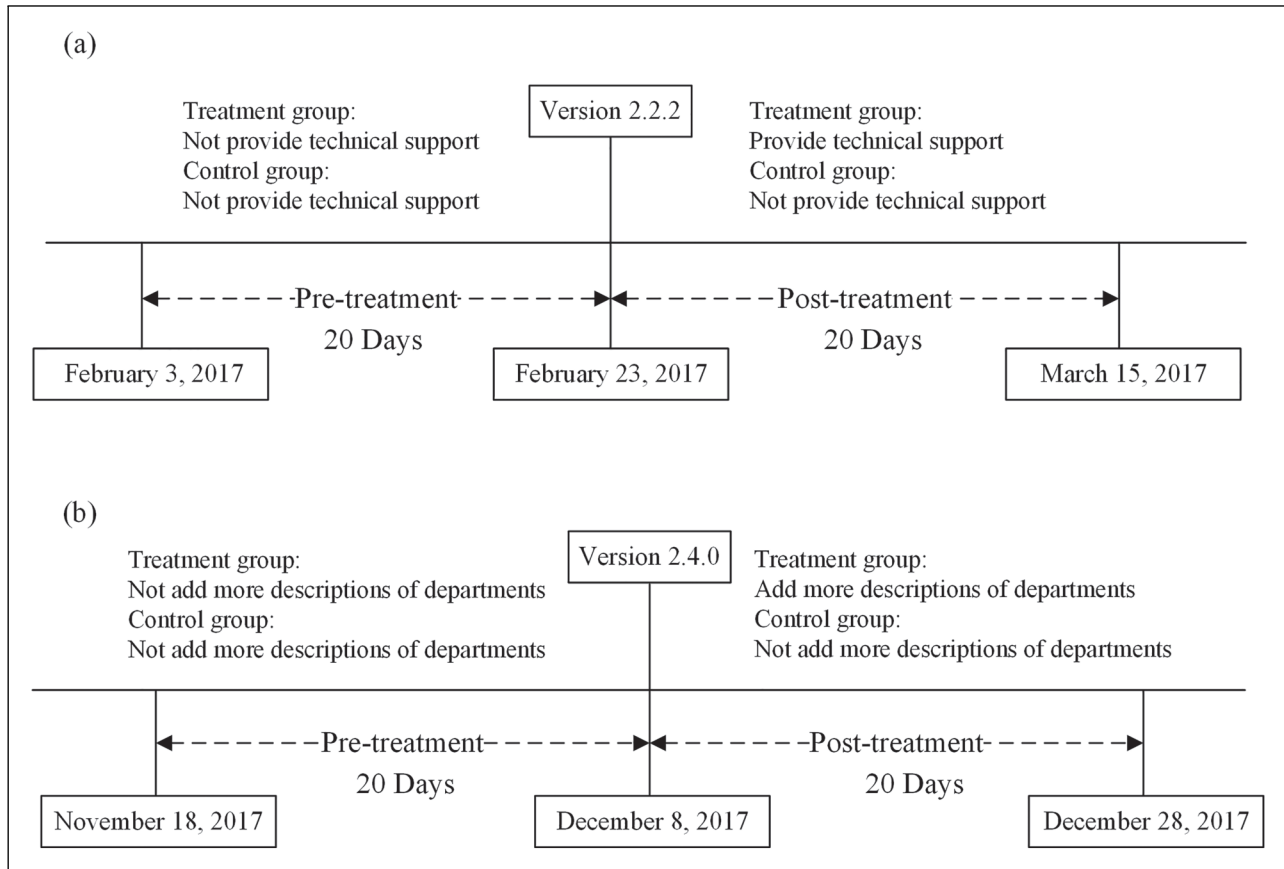 (a)
Treatment group:
Not provide technical support
Control group:
Not provide technical support
Version 2.2.2
Treatment group:
Provide technical support
Control group:
Not provide technical support
Pre-treatment
20 Days
Post-treatment
20 Days
February 3, 2017
February 23, 2017
March 15, 2017
(b)
Treatment group:
Not add more descriptions of departments
Control group:
Not add more descriptions of departments
Version 2.4.0
Treatment group:
Add more descriptions of departments
Control group:
Not add more descriptions of departments
Pre-treatment
20 Days
Post-treatment
20 Days
November 18, 2017
December 8, 2017
December 28, 2017